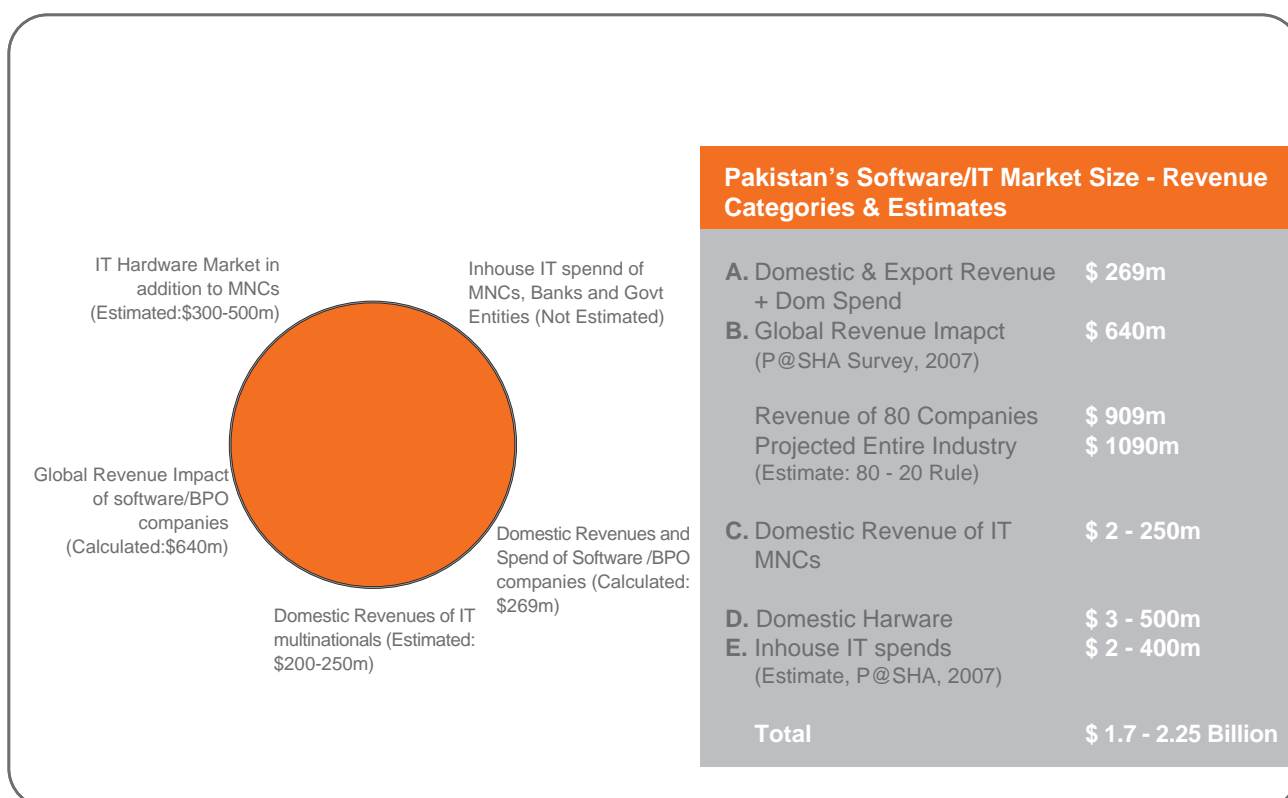 IT Hardware Market in
addition to MNCs
(Estimated:$300-500m)
Inhouse IT spennd of
MNCs, Banks and Govt
Entities (Not Estimated)
Global Revenue Impact
of software/BPO
companies
(Calculated:$640m)
Domestic Revenues and
Spend of Software /BPO
companies (Calculated:
$269m)
Domestic Revenues of IT
multinationals (Estimated:
$200-250m)
Pakistan's Software/IT Market Size - Revenue
Categories & Estimates
A. Domestic & Export Revenue $ 269m
+ Dom Spend
B. Global Revenue Imapct $ 640m
(P@SHA Survey, 2007)
Revenue of 80 Companies $ 909m
Projected Entire Industry $ 1090m
(Estimate: 80 - 20 Rule)
C. Domestic Revenue of IT $ 2 - 250m
MNCs
D. Domestic Harware $ 3 - 500m
E. Inhouse IT spends $ 2 - 400m
(Estimate, P@SHA, 2007)
Total $ 1.7 - 2.25 Billion